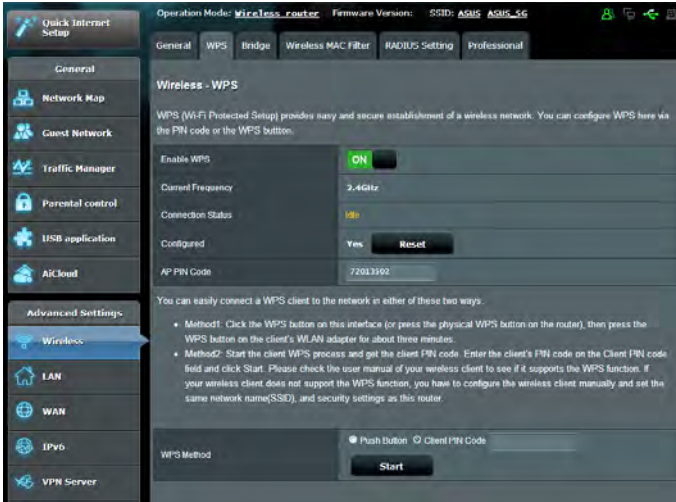 Quick Internet
Setup
Operation Mode: Wireless router Firmware Version: SSID: ASUS ASUS_5G
General WPS Bridge Wireless MAC Filter RADIUS Setting Professional
General
Network Map
Guest Network
Traffic Manager
Parental control
USB application
AiCloud
Advanced Settings
Wireless
LAN
WAN
IPv6
VPN Server
Wireless - WPS
WPS (Wi-Fi Protected Setup) provides easy and secure establishment of a wireless network. You can configure WPS here via
the PIN code or the WPS buttton.
Enable WPS ON
Current Frequency 2.4GHz
Connection Status Idle
Configured Yes Reset
AP PIN Code 72013502
You can easily connect a WPS client to the network in either of these two ways.
• Method1: Click the WPS button on this interface (or press the physical WPS button on the router), then press the
WPS button on the client's WLAN adapter for about three minutes.
• Method2: Start the client WPS process and get the client PIN code. Enter the client's PIN code on the Client PIN code
field and click Start. Please check the user manual of your wireless client to see if it supports the WPS function. If
your wireless client does not support the WPS function, you have to configure the wireless client manually and set the
same network name(SSID), and security settings as this router.
WPS Method Push Button Client PIN Code
Start